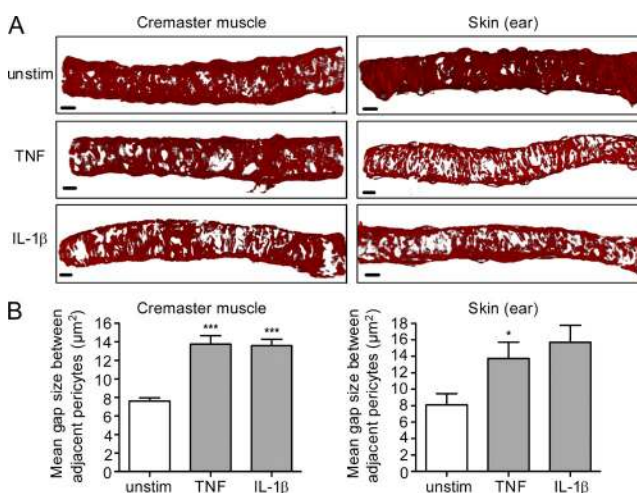 A
Cremaster muscle
Skin (ear)
unstim
TNF
IL-1β
B
Cremaster muscle
Mean gap size between
adjacent pericytes (µm²)
16
14
12
10
8
6
4
2
0
***
***
unstim
TNF
IL-1β
Skin (ear)
Mean gap size between
adjacent pericytes (µm²)
18
16
14
12
10
8
6
4
2
0
*
unstim
TNF
IL-1β